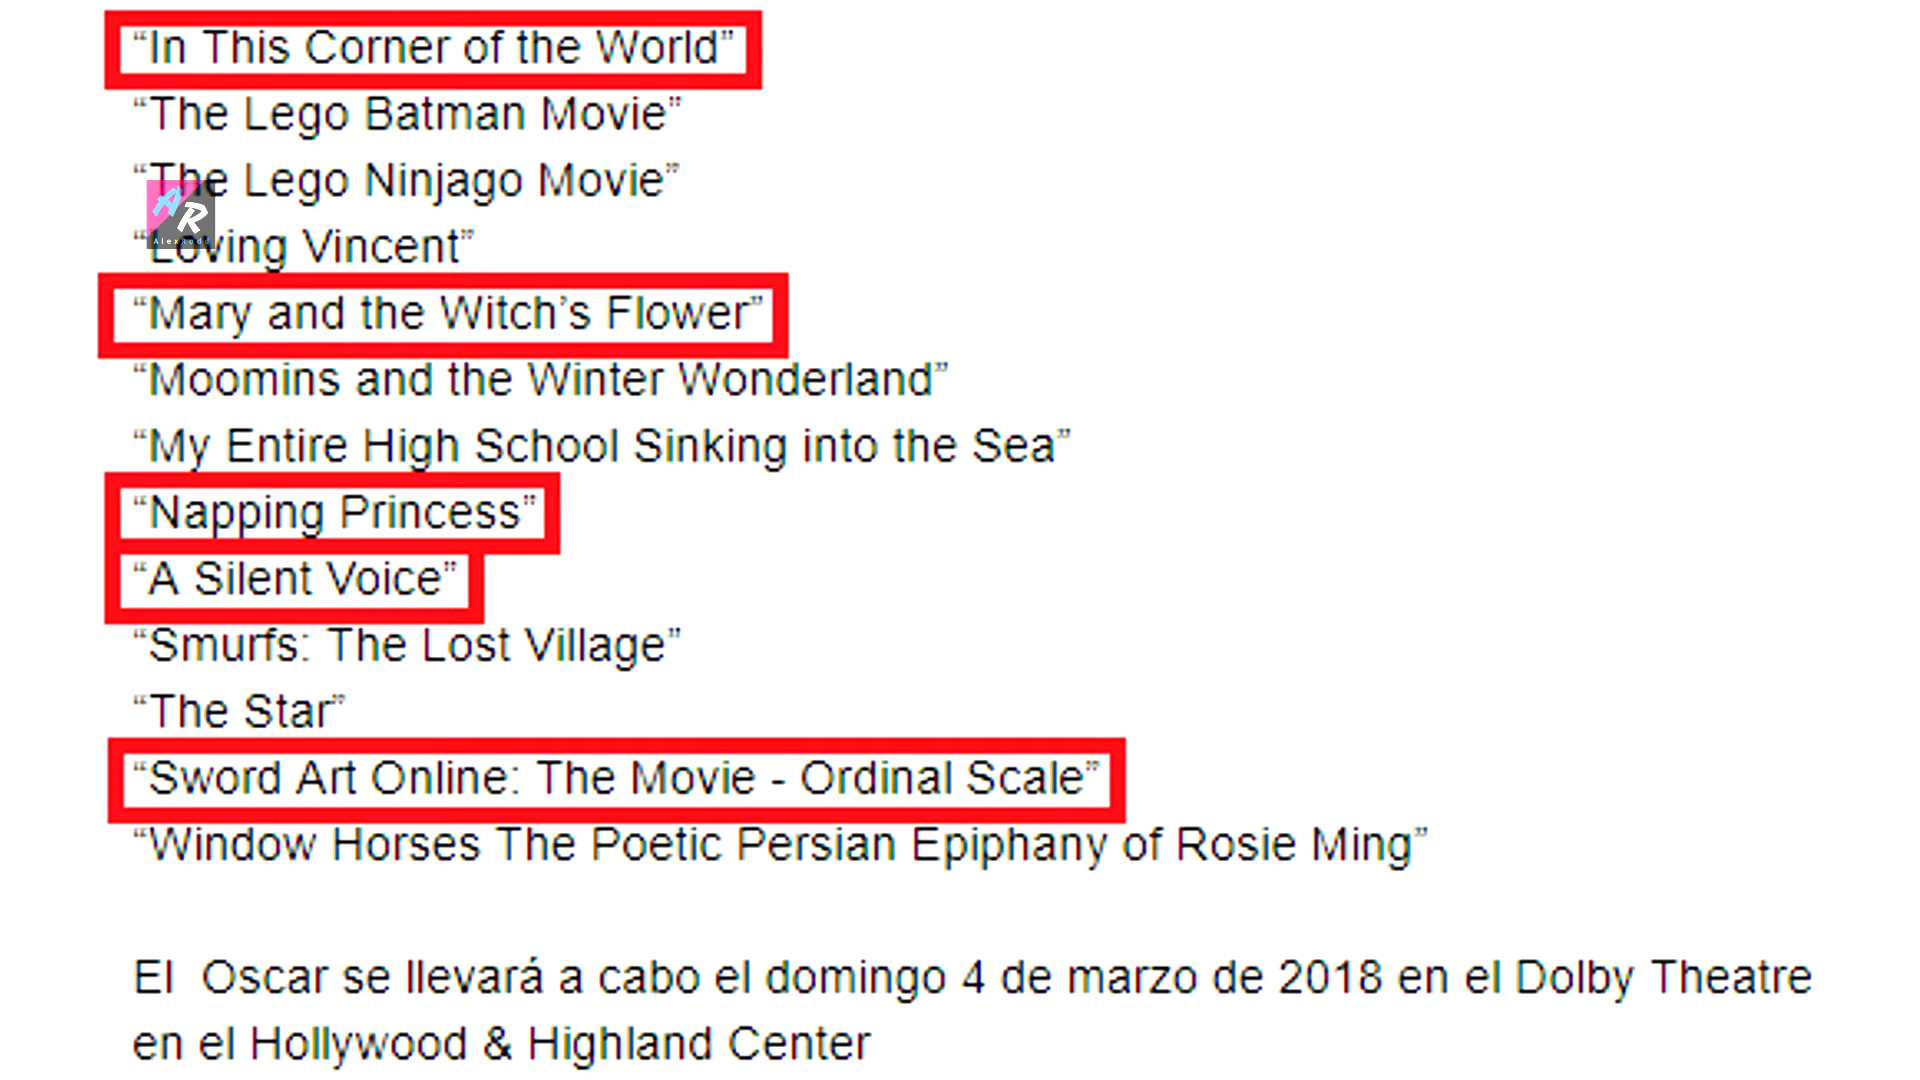 “In This Corner of the World”
“The Lego Batman Movie”
“The Lego Ninjago Movie”
AR
“Loving Vincent”
“Mary and the Witch’s Flower”
“Moomins and the Winter Wonderland”
“My Entire High School Sinking into the Sea”
“Napping Princess”
“A Silent Voice”
“Smurfs: The Lost Village”
“The Star”
“Sword Art Online: The Movie - Ordinal Scale”
“Window Horses The Poetic Persian Epiphany of Rosie Ming”
El  Oscar se llevará a cabo el domingo 4 de marzo de 2018 en el Dolby Theatre
en el Hollywood & Highland Center